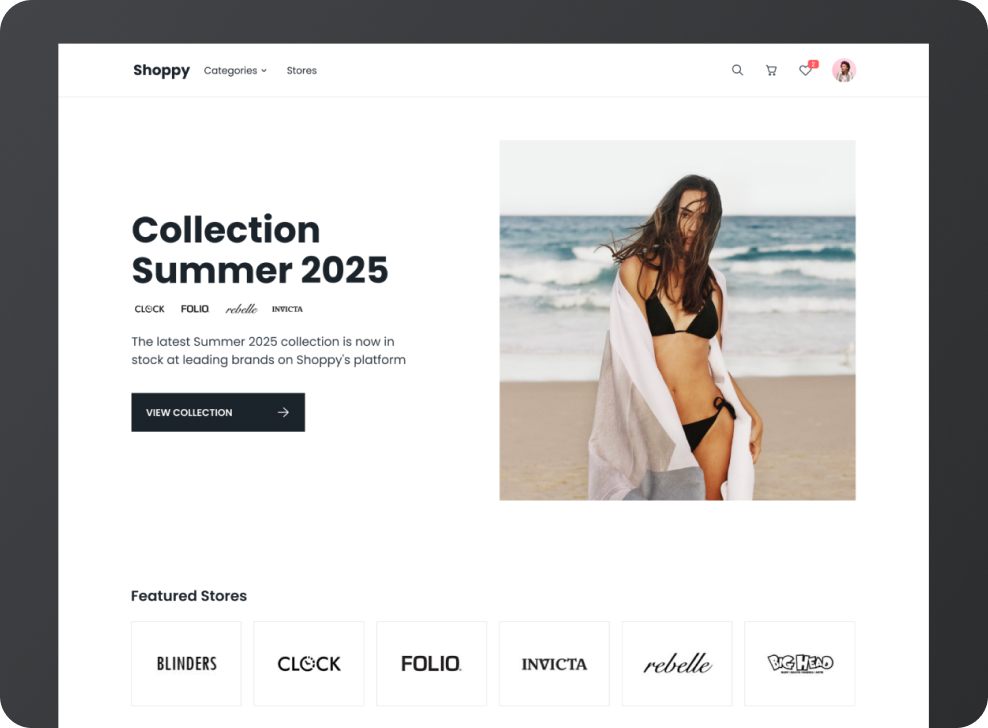 Shoppy Categories Stores
Collection
Summer 2025
CLOCK FOLIO rebelle INVICTA
The latest Summer 2025 collection is now in
stock at leading brands on Shoppy's platform
VIEW COLLECTION
Featured Stores
BLINDERS CLOCK FOLIO INVICTA rebelle BIG HEAD